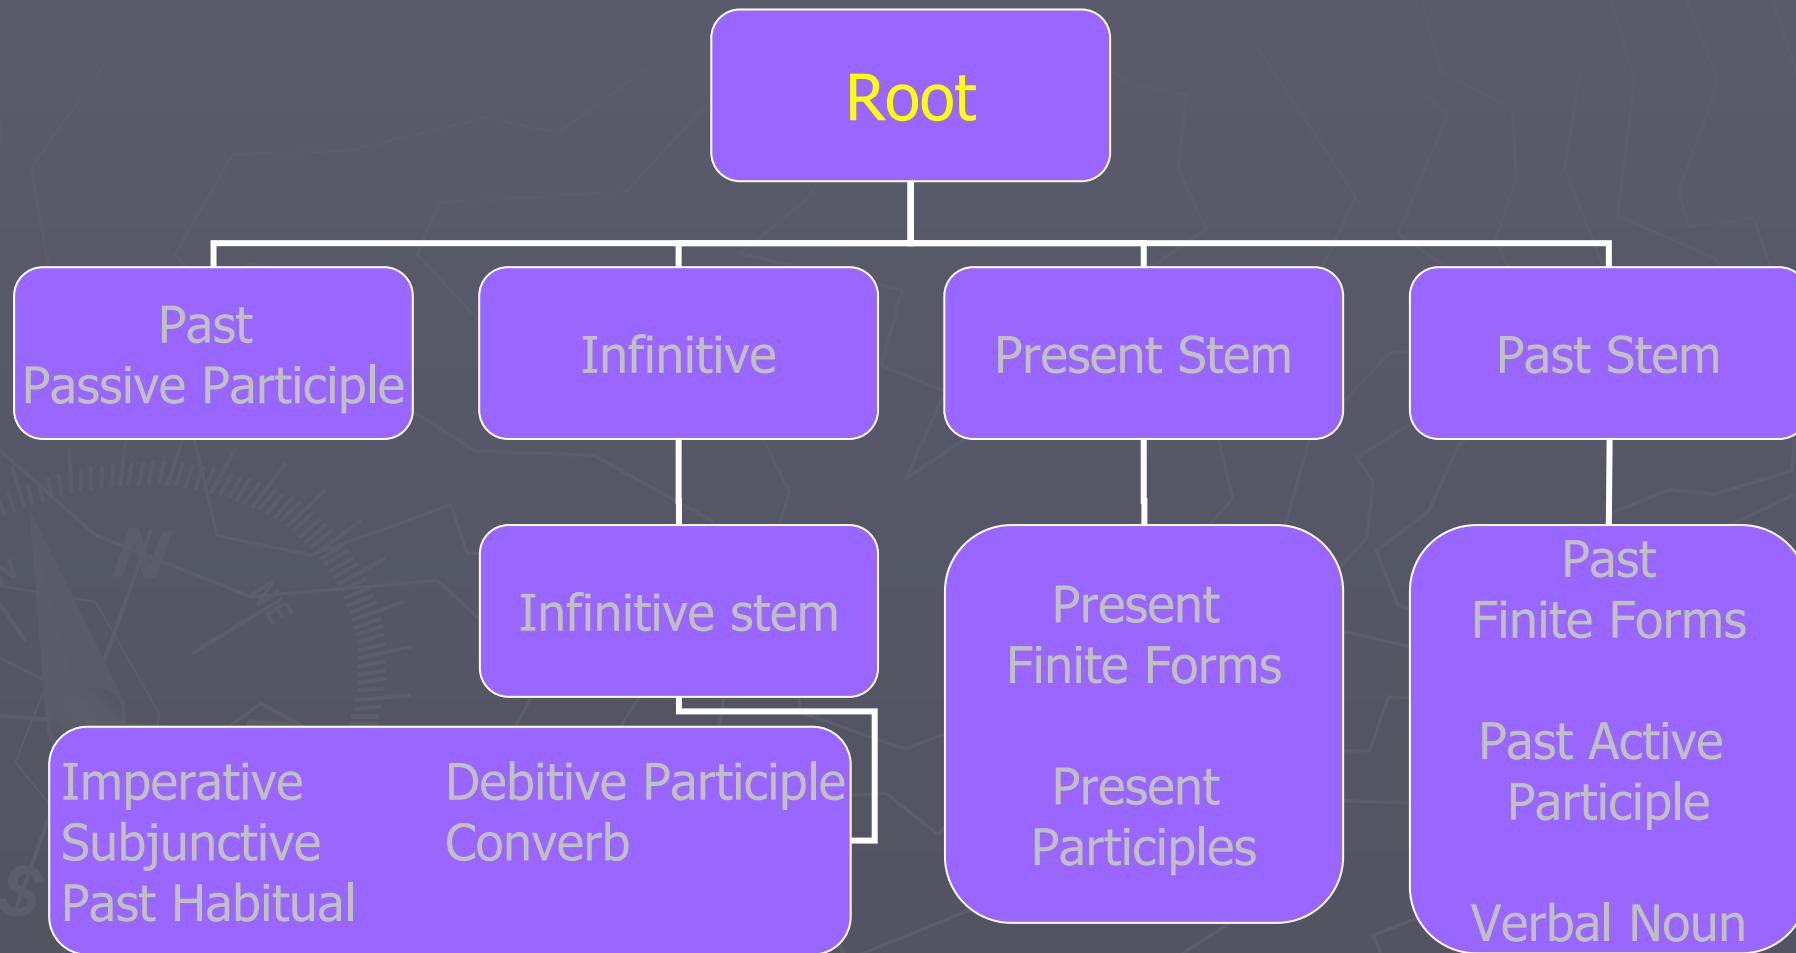 Root
Past
Passive Participle
Infinitive
Present Stem
Past Stem
Infinitive stem
Present
Finite Forms
Present
Participles
Past
Finite Forms
Past Active
Participle
Verbal Noun
Imperative Debitive Participle
Subjunctive Converb
Past Habitual
N
N
NE
S